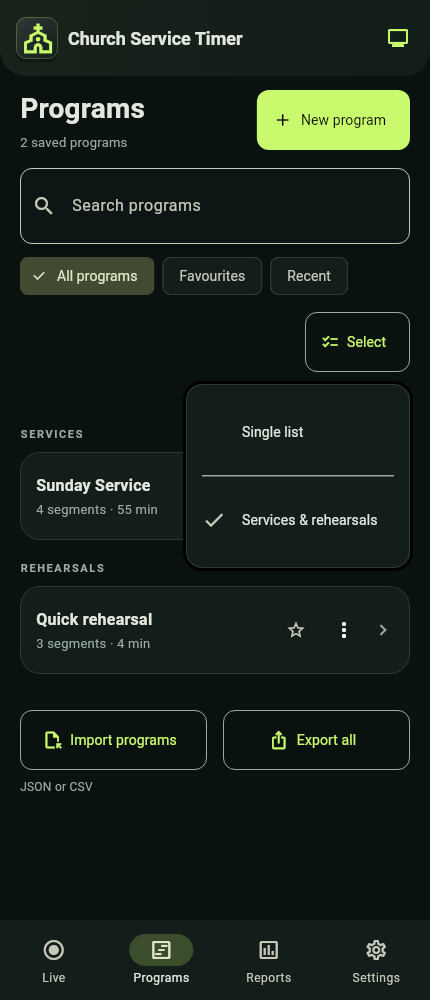 Church Service Timer
Programs
New program
2 saved programs
Search programs
All programs
Favourites
Recent
Select
Single list
Services & rehearsals
SERVICES
Sunday Service
4 segments · 55 min
REHEARSALS
Quick rehearsal
3 segments · 4 min
Import programs
Export all
JSON or CSV
Live
Programs
Reports
Settings